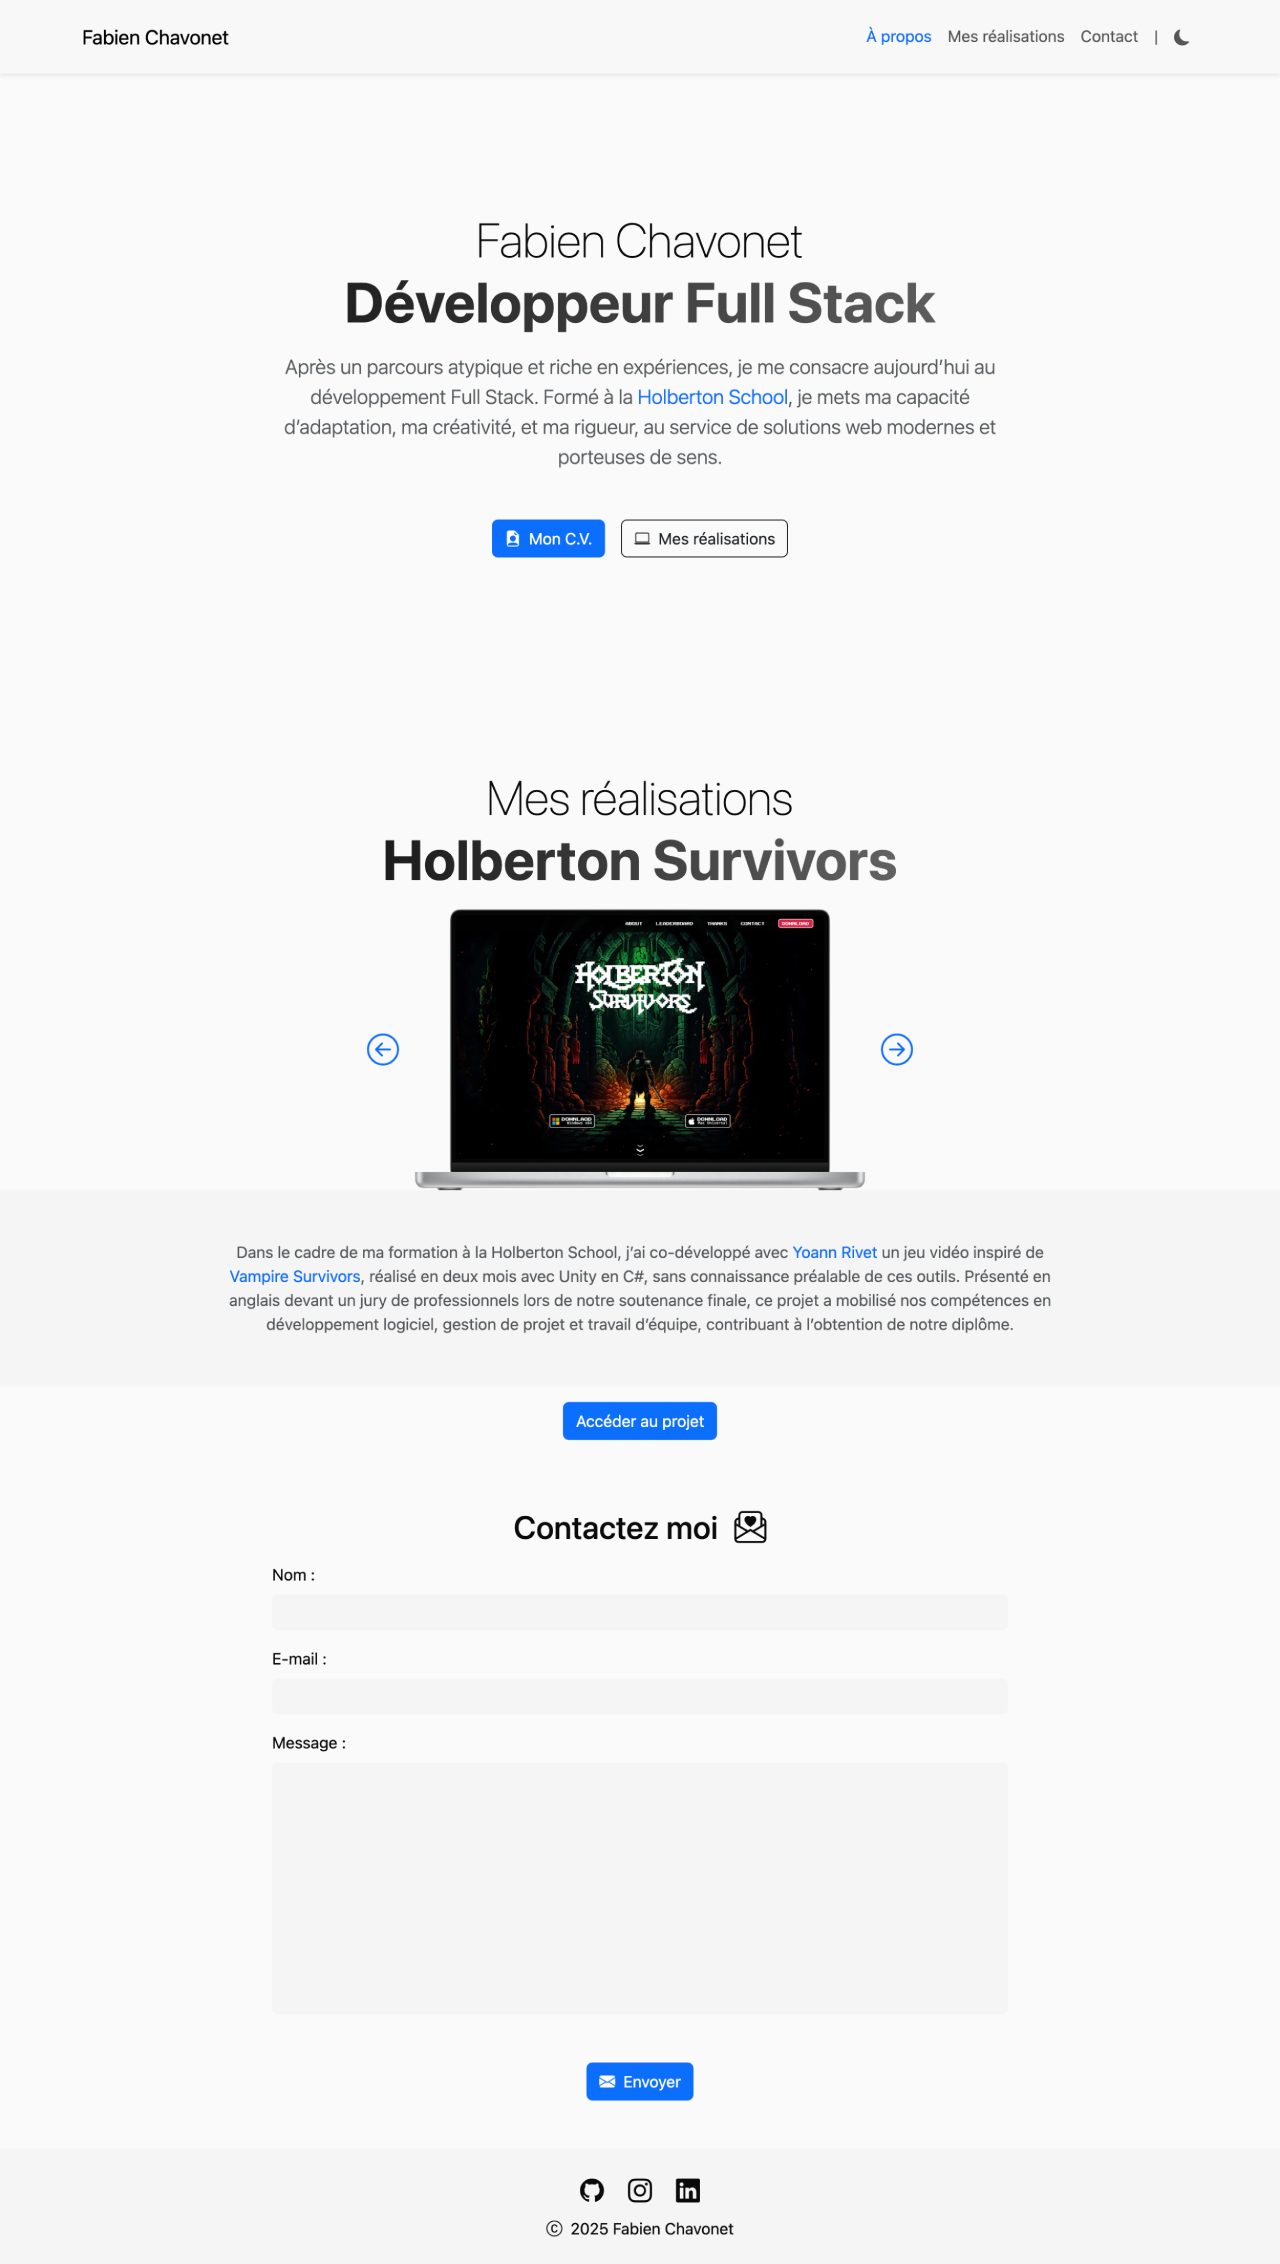 Fabien Chavonet
À propos Mes réalisations Contact |
Fabien Chavonet
Développeur Full Stack
Après un parcours atypique et riche en expériences, je me consacre aujourd’hui au
développement Full Stack. Formé à la Holberton School, je mets ma capacité
d’adaptation, ma créativité, et ma rigueur, au service de solutions web modernes et
porteuses de sens.
Mon C.V. Mes réalisations
Mes réalisations
Holberton Survivors
ABOUT LEADERBOARD THANKS CONTACT DOWNLOAD
HOLBERTON
SURVIVORS
DOWNLOAD
Windows x64
DOWNLOAD
Mac Universal
Dans le cadre de ma formation à la Holberton School, j’ai co-développé avec Yoann Rivet un jeu vidéo inspiré de
Vampire Survivors, réalisé en deux mois avec Unity en C#, sans connaissance préalable de ces outils. Présenté en
anglais devant un jury de professionnels lors de notre soutenance finale, ce projet a mobilisé nos compétences en
développement logiciel, gestion de projet et travail d’équipe, contribuant à l’obtention de notre diplôme.
Accéder au projet
Contactez moi
Nom :
E-mail :
Message :
Envoyer
© 2025 Fabien Chavonet